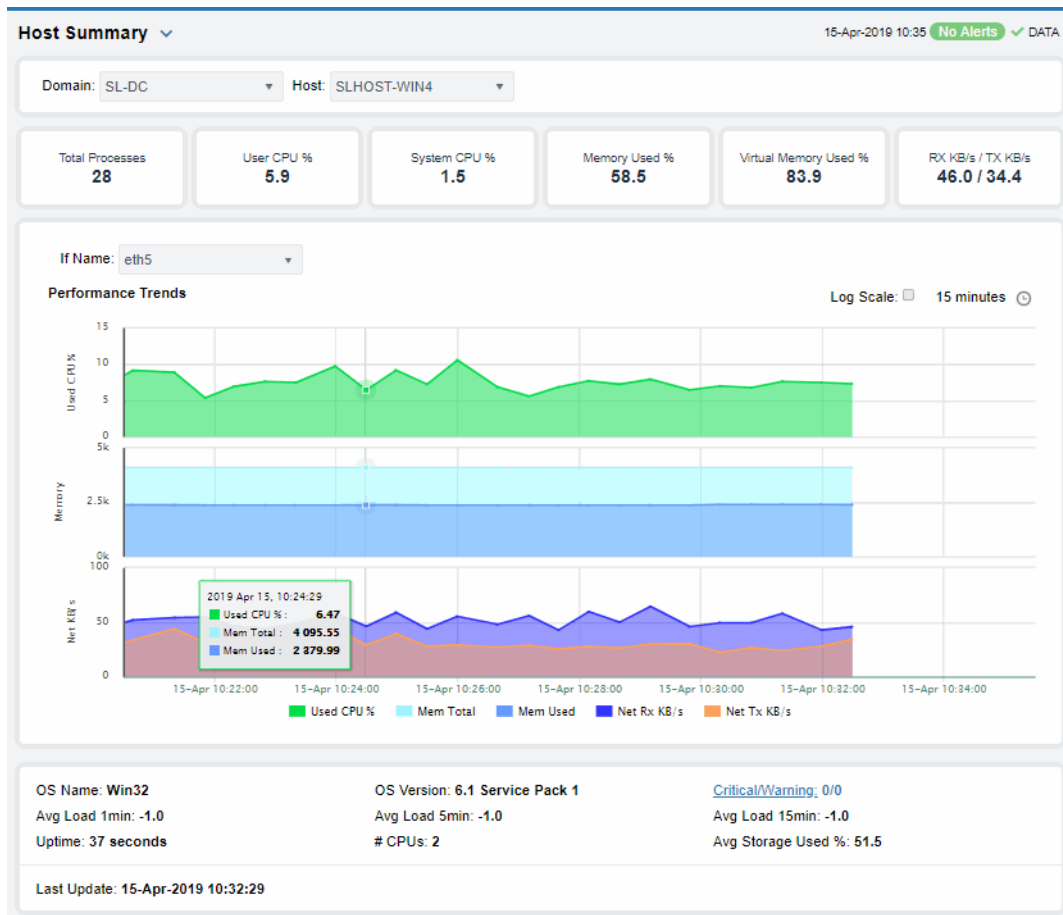 Host Summary
15-Apr-2019 10:35 No Alerts DATA
Domain: SL-DC Host: SLHOST-WIN4
Total Processes User CPU % System CPU % Memory Used % Virtual Memory Used % RX KB/s / TX KB/s
28 5.9 1.5 58.5 83.9 46.0 / 34.4
If Name: eth5
Performance Trends
Log Scale: 15 minutes
15
10
5
0
Used CPU%
5k
2.5k
0k
Memory
100
50
0
Net KB/s
2019 Apr 15, 10:24:29
Used CPU% : 6.47
Mem Total : 4 095.55
Mem Used : 2 379.99
15-Apr 10:22:00 15-Apr 10:24:00 15-Apr 10:26:00 15-Apr 10:28:00 15-Apr 10:30:00 15-Apr 10:32:00 15-Apr 10:34:00
Used CPU% Mem Total Mem Used Net Rx KB/s Net Tx KB/s
OS Name: Win32 OS Version: 6.1 Service Pack 1 Critical/Warning: 0/0
Avg Load 1min: -1.0 Avg Load 5min: -1.0 Avg Load 15min: -1.0
Uptime: 37 seconds # CPUs: 2 Avg Storage Used %: 51.5
Last Update: 15-Apr-2019 10:32:29